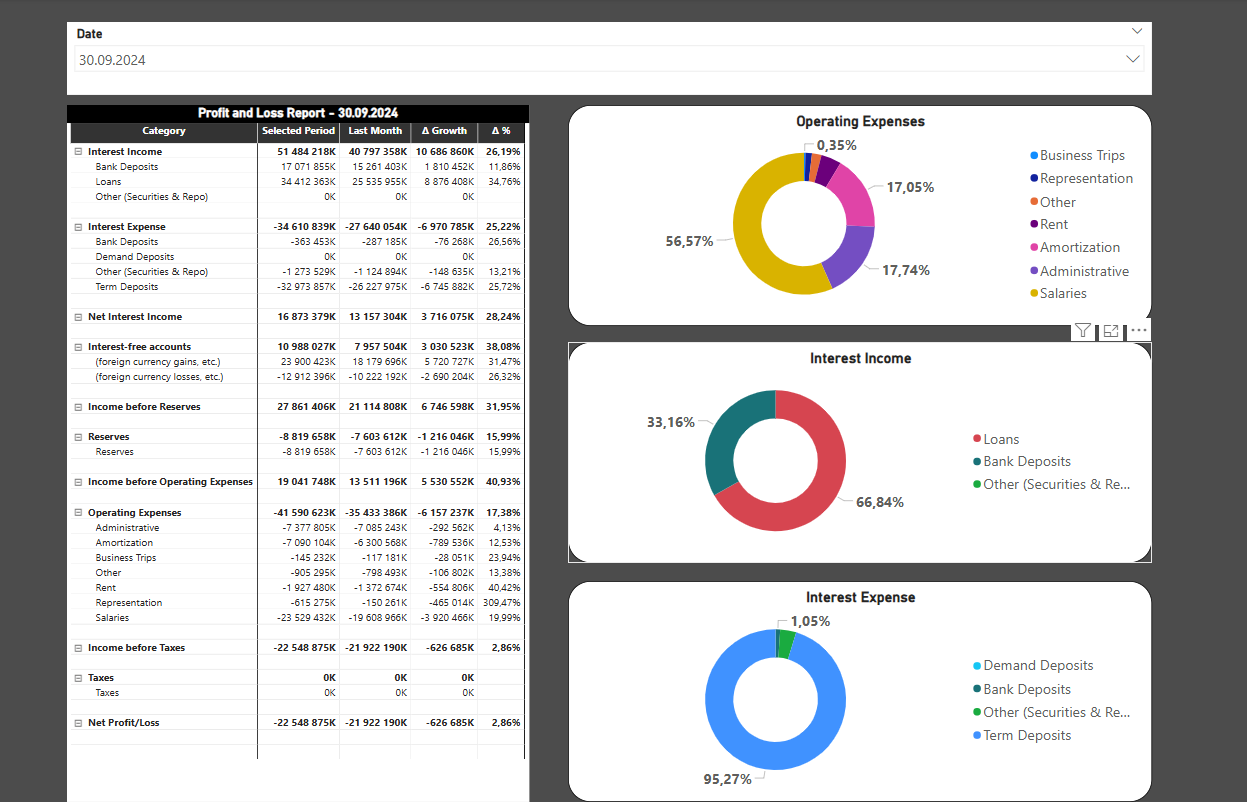 Date
30.09.2024
Profit and Loss Report - 30.09.2024
Category Selected Period Last Month Δ Growth Δ %
Interest Income 51 484 218K 40 797 358K 10 686 860K 26,19%
Bank Deposits 17 071 855K 15 261 403K 1 810 452K 11,86%
Loans 34 412 363K 25 535 955K 8 876 408K 34,76%
Other (Securities & Repo) 0K 0K 0K
Interest Expense -34 610 839K -27 640 054K -6 970 785K 25,22%
Bank Deposits -363 453K -287 185K -76 268K 26,56%
Demand Deposits 0K 0K 0K
Other (Securities & Repo) -1 273 529K -1 124 894K -148 635K 13,21%
Term Deposits -32 973 857K -26 227 975K -6 745 882K 25,72%
Net Interest Income 16 873 379K 13 157 304K 3 716 075K 28,24%
Interest-free accounts 10 988 027K 7 957 504K 3 030 523K 38,08%
(foreign currency gains, etc.) 23 900 423K 18 179 696K 5 720 727K 31,47%
(foreign currency losses, etc.) -12 912 396K -10 222 192K -2 690 204K 26,32%
Income before Reserves 27 861 406K 21 114 808K 6 746 598K 31,95%
Reserves -8 819 658K -7 603 612K -1 216 046K 15,99%
Reserves -8 819 658K -7 603 612K -1 216 046K 15,99%
Income before Operating Expenses 19 041 748K 13 511 196K 5 530 552K 40,93%
Operating Expenses -41 590 623K -35 433 386K -6 157 237K 17,38%
Administrative -7 377 805K -7 085 243K -292 562K 4,13%
Amortization -7 090 104K -6 300 568K -789 536K 12,53%
Business Trips -145 232K -117 181K -28 051K 23,94%
Other -905 295K -798 493K -106 802K 13,38%
Rent -1 927 480K -1 372 674K -554 806K 40,42%
Representation -615 275K -150 261K -465 014K 309,47%
Salaries -23 529 432K -19 608 966K -3 920 466K 19,99%
Income before Taxes -22 548 875K -21 922 190K -626 685K 2,86%
Taxes 0K 0K 0K
Taxes 0K 0K 0K
Net Profit/Loss -22 548 875K -21 922 190K -626 685K 2,86%
Operating Expenses
0,35%
17,05%
56,57%
17,74%
Business Trips
Representation
Other
Rent
Amortization
Administrative
Salaries
Interest Income
33,16%
66,84%
Loans
Bank Deposits
Other (Securities & Re...
Interest Expense
1,05%
95,27%
Demand Deposits
Bank Deposits
Other (Securities & Re...
Term Deposits